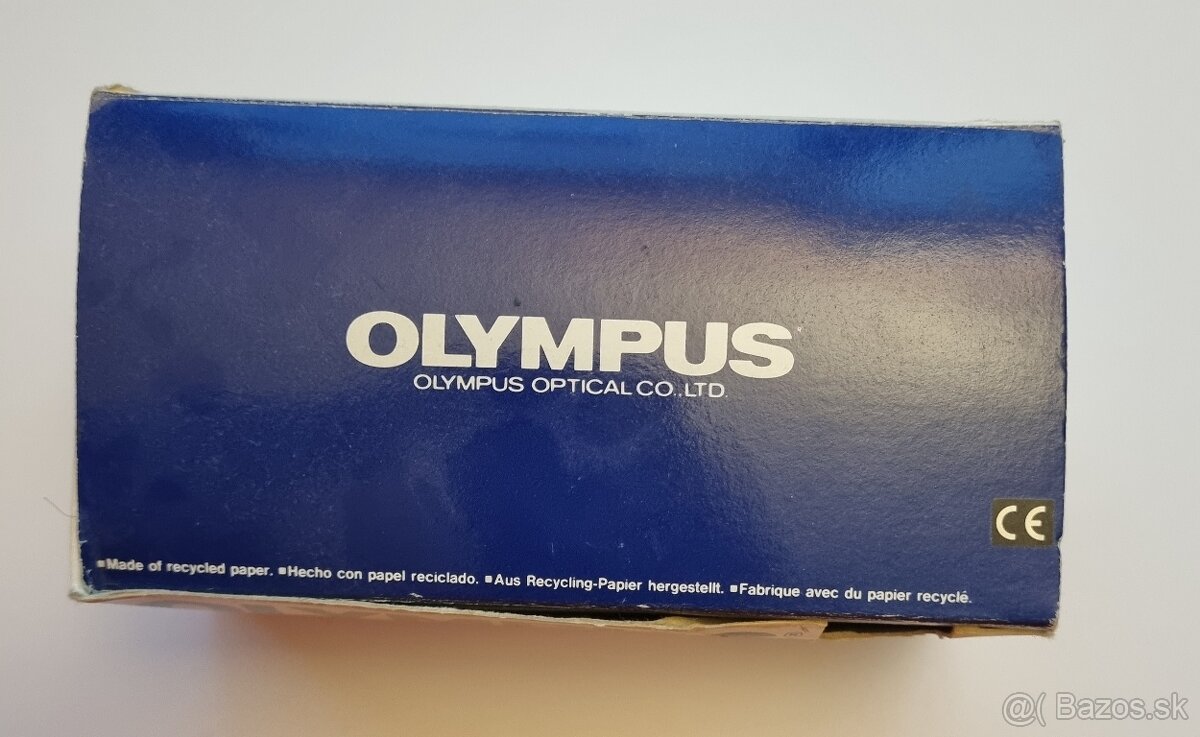 OLYMPUS
OLYMPUS OPTICAL CO.,LTD.
CE
▪Made of recycled paper. ▪Hecho con papel reciclado. ▪Aus Recycling-Papier hergestellt. ▪Fabrique avec du papier recyclé.
@( Bazos.sk